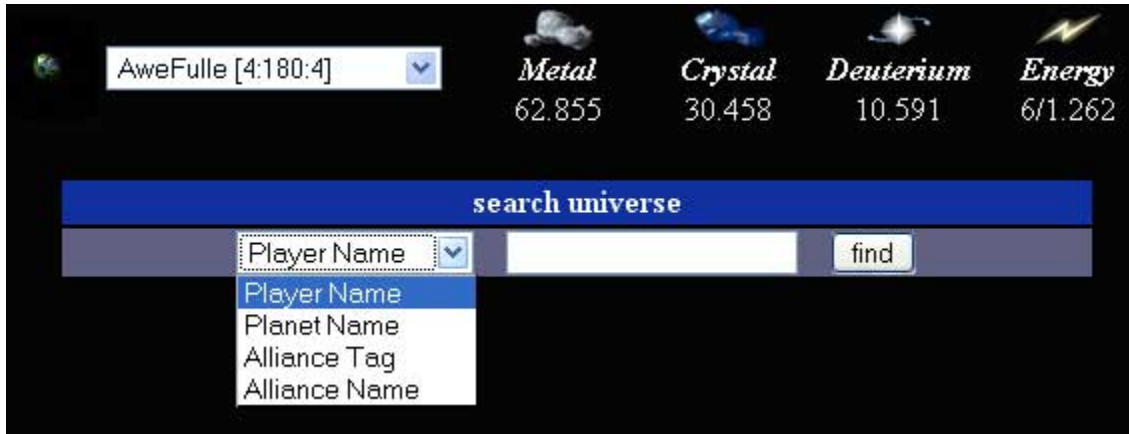 AweFulle [4:180:4]
Metal Crystal Deuterium Energy
62.855 30.458 10.591 6/1.262
search universe
Player Name find
Player Name
Planet Name
Alliance Tag
Alliance Name